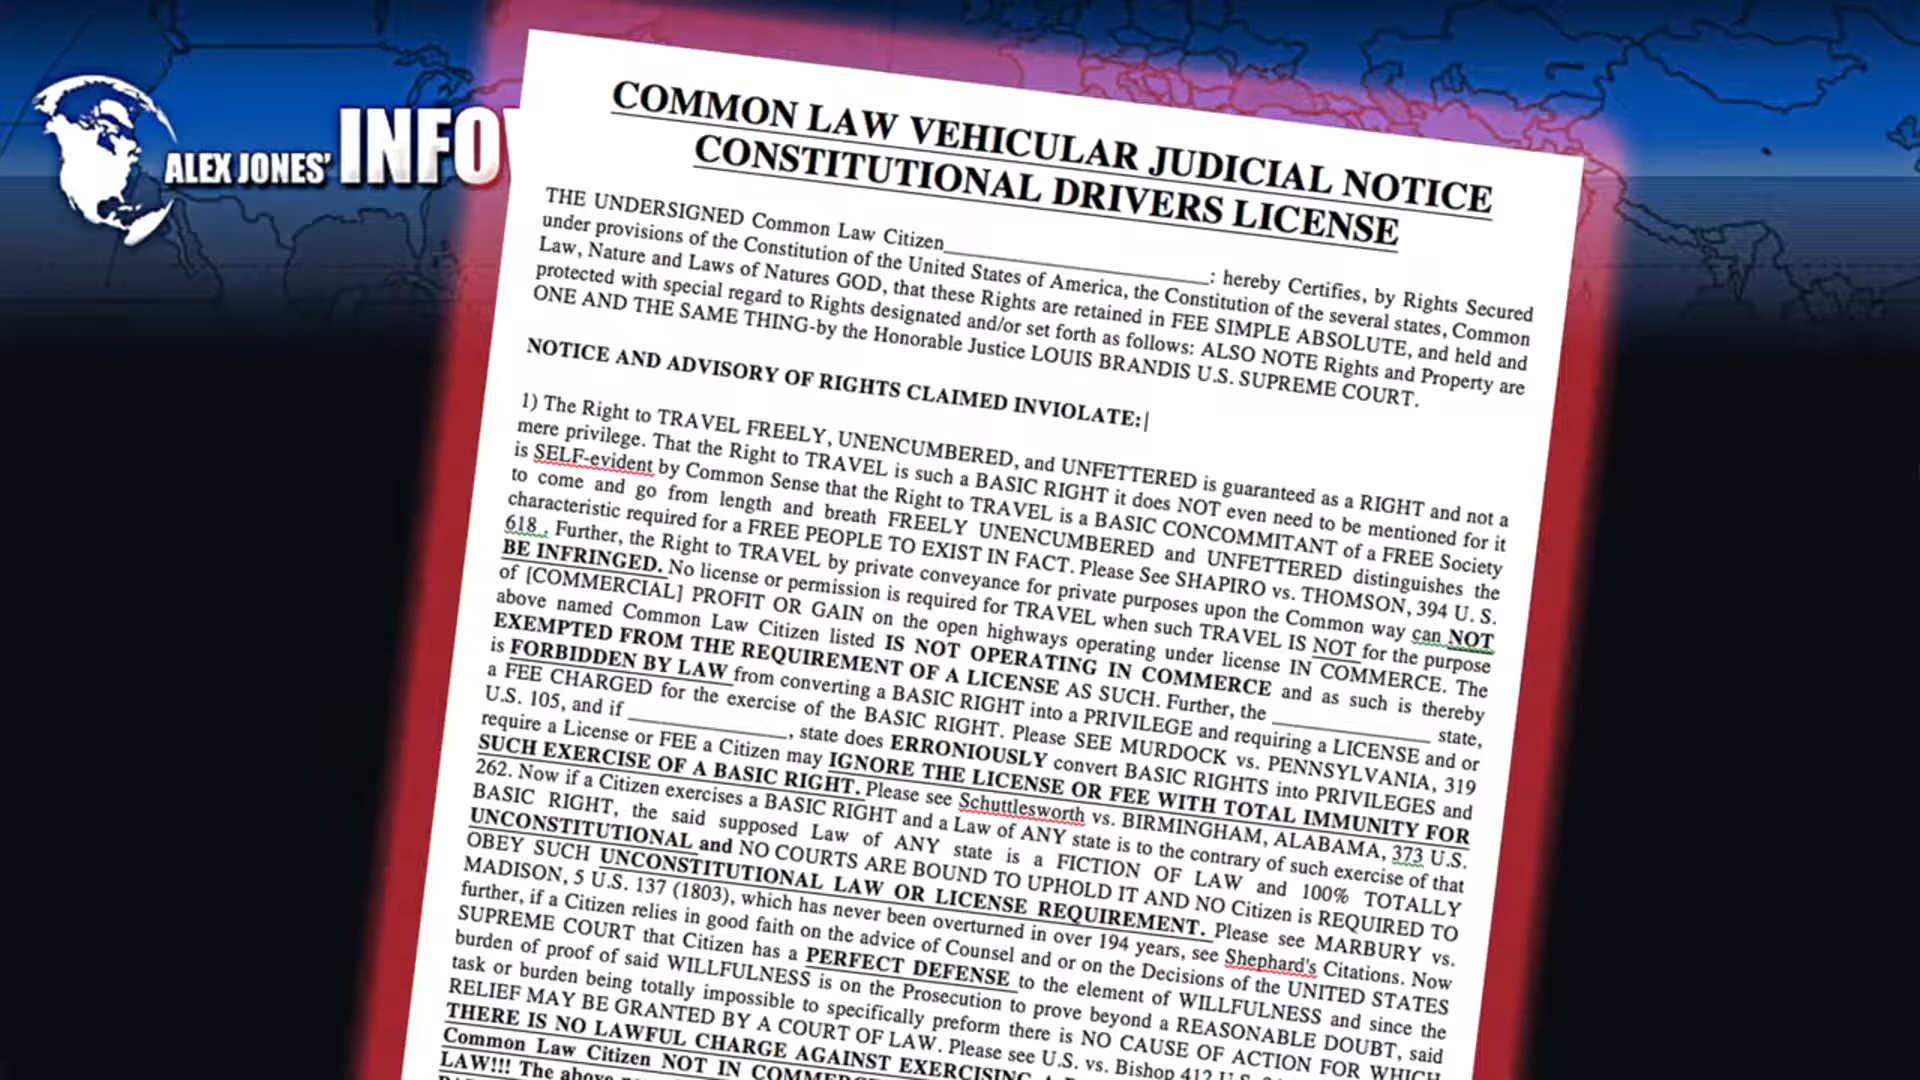 ALEX JONES' INFO
COMMON LAW VEHICULAR JUDICIAL NOTICE
CONSTITUTIONAL DRIVERS LICENSE
THE UNDERSIGNED Common Law Citizen____________________: hereby Certifies, by Rights Secured
under provisions of the Constitution of the United States of America, the Constitution of the several states, Common
Law, Nature and Laws of Natures GOD, that these Rights are retained in FEE SIMPLE ABSOLUTE, and held and
protected with special regard to Rights designated and/or set forth as follows: ALSO NOTE Rights and Property are
ONE AND THE SAME THING-by the Honorable Justice LOUIS BRANDIS U.S. SUPREME COURT.
NOTICE AND ADVISORY OF RIGHTS CLAIMED INVIOLATE:
1) The Right to TRAVEL FREELY, UNENCUMBERED, and UNFETTERED is guaranteed as a RIGHT and not a
mere privilege. That the Right to TRAVEL is such a BASIC RIGHT it does NOT even need to be mentioned for it
is SELF-evident by Common Sense that the Right to TRAVEL is a BASIC CONCOMMITANT of a FREE Society
to come and go from length and breath FREELY UNENCUMBERED and UNFETTERED distinguishes the
characteristic required for a FREE PEOPLE TO EXIST IN FACT. Please See SHAPIRO vs. THOMSON, 394 U. S.
618 . Further, the Right to TRAVEL by private conveyance for private purposes upon the Common way can NOT
BE INFRINGED. No license or permission is required for TRAVEL when such TRAVEL IS NOT for the purpose
of [COMMERCIAL] PROFIT OR GAIN on the open highways operating under license IN COMMERCE. The
above named Common Law Citizen listed IS NOT OPERATING IN COMMERCE and as such is thereby
EXEMPTED FROM THE REQUIREMENT OF A LICENSE AS SUCH. Further, the ____________ state,
is FORBIDDEN BY LAW from converting a BASIC RIGHT into a PRIVILEGE and requiring a LICENSE and or
a FEE CHARGED for the exercise of the BASIC RIGHT. Please SEE MURDOCK vs. PENNSYLVANIA, 319
U.S. 105, and if ____________, state does ERRONIOUSLY convert BASIC RIGHTS into PRIVILEGES and
require a License or FEE a Citizen may IGNORE THE LICENSE OR FEE WITH TOTAL IMMUNITY FOR
SUCH EXERCISE OF A BASIC RIGHT. Please see Schuttlesworth vs. BIRMINGHAM, ALABAMA, 373 U.S.
262. Now if a Citizen exercises a BASIC RIGHT and a Law of ANY state is to the contrary of such exercise of that
BASIC RIGHT, the said supposed Law of ANY state is a FICTION OF LAW and 100% TOTALLY
UNCONSTITUTIONAL and NO COURTS ARE BOUND TO UPHOLD IT AND NO Citizen is REQUIRED TO
OBEY SUCH UNCONSTITUTIONAL LAW OR LICENSE REQUIREMENT. Please see MARBURY vs.
MADISON, 5 U.S. 137 (1803), which has never been overturned in over 194 years, see Shephard's Citations. Now
further, if a Citizen relies in good faith on the advice of Counsel and or on the Decisions of the UNITED STATES
SUPREME COURT that Citizen has a PERFECT DEFENSE to the element of WILLFULNESS and since the
burden of proof of said WILLFULNESS is on the Prosecution to prove beyond a REASONABLE DOUBT, said
task or burden being totally impossible to specifically preform there is NO CAUSE OF ACTION FOR WHICH
RELIEF MAY BE GRANTED BY A COURT OF LAW. Please see U.S. vs. Bishop 412 U.S.
THERE IS NO LAWFUL CHARGE AGAINST EXERCISING A
Common Law Citizen NOT IN
LAW!!! The above